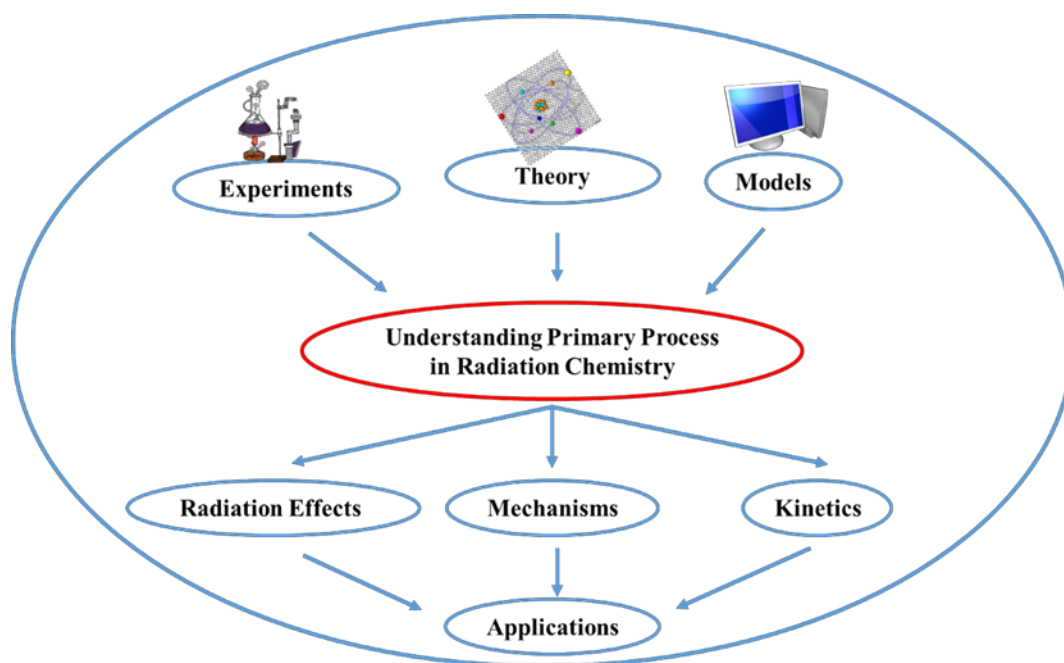 Experiments
Theory
Models
Understanding Primary Process
in Radiation Chemistry
Radiation Effects
Mechanisms
Kinetics
Applications